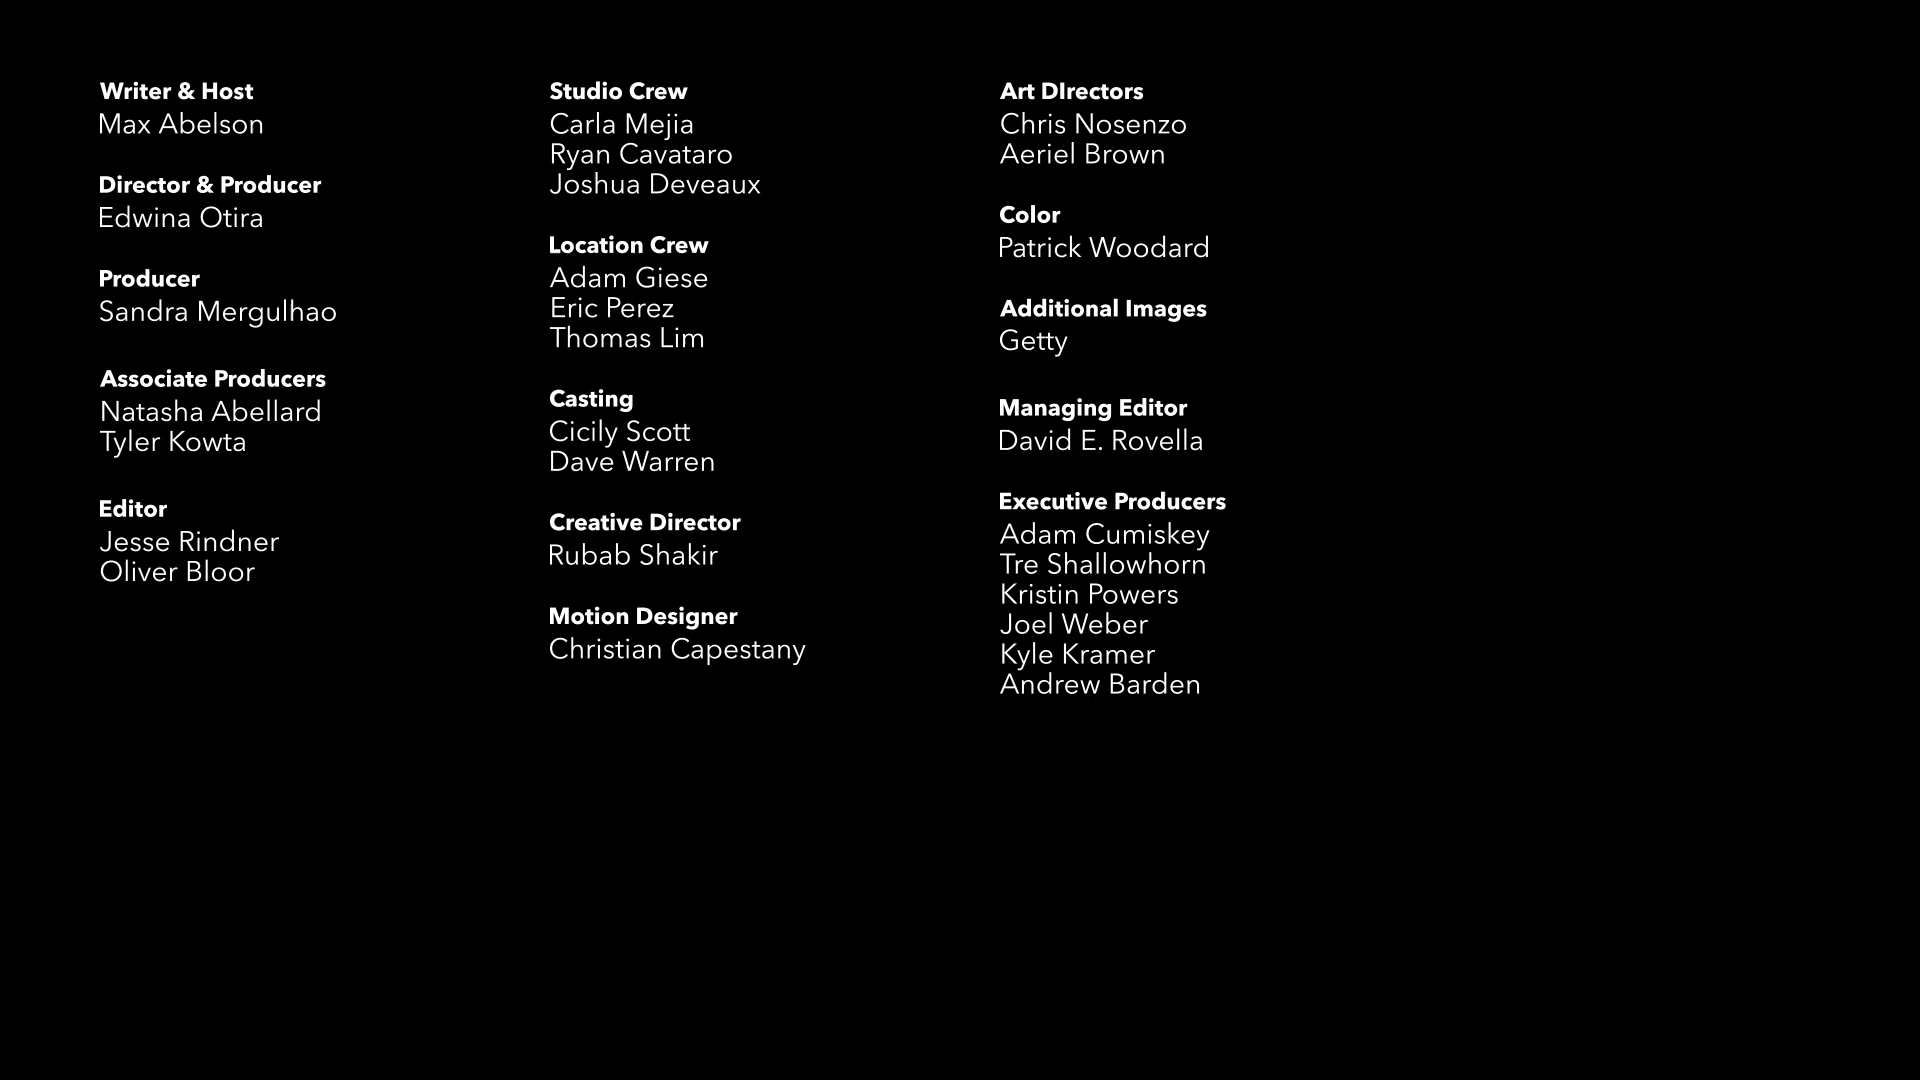 Writer & Host
Max Abelson
Director & Producer
Edwina Otira
Producer
Sandra Mergulhao
Associate Producers
Natasha Abellard
Tyler Kowta
Editor
Jesse Rindner
Oliver Bloor
Studio Crew
Carla Mejia
Ryan Cavataro
Joshua Deveaux
Location Crew
Adam Giese
Eric Perez
Thomas Lim
Casting
Cicily Scott
Dave Warren
Creative Director
Rubab Shakir
Motion Designer
Christian Capestany
Art DIrectors
Chris Nosenzo
Aeriel Brown
Color
Patrick Woodard
Additional Images
Getty
Managing Editor
David E. Rovella
Executive Producers
Adam Cumiskey
Tre Shallowhorn
Kristin Powers
Joel Weber
Kyle Kramer
Andrew Barden